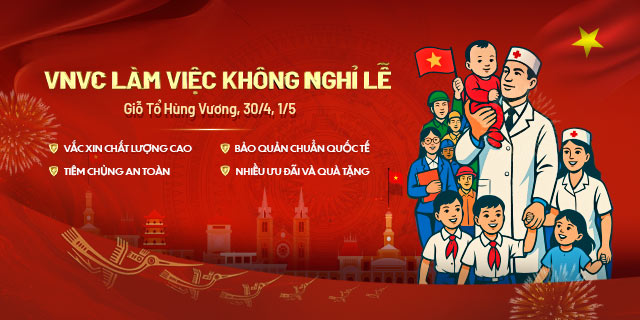 VNVC LÀM VIỆC KHÔNG NGHỈ LỄ
Giỗ Tổ Hùng Vương, 30/4, 1/5
VẮC XIN CHẤT LƯỢNG CAO
BẢO QUẢN CHUẨN QUỐC TẾ
TIÊM CHỦNG AN TOÀN
NHIỀU ƯU ĐÃI VÀ QUÀ TẶNG